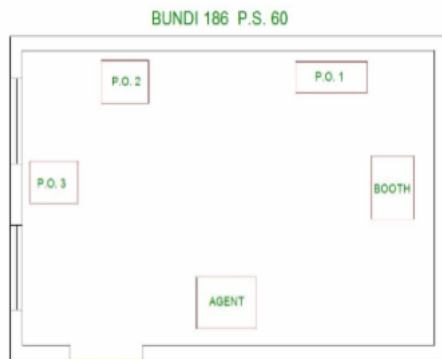 BUNDI 186 P.S. 60
P.O. 2
P.O. 1
P.O. 3
BOOTH
AGENT